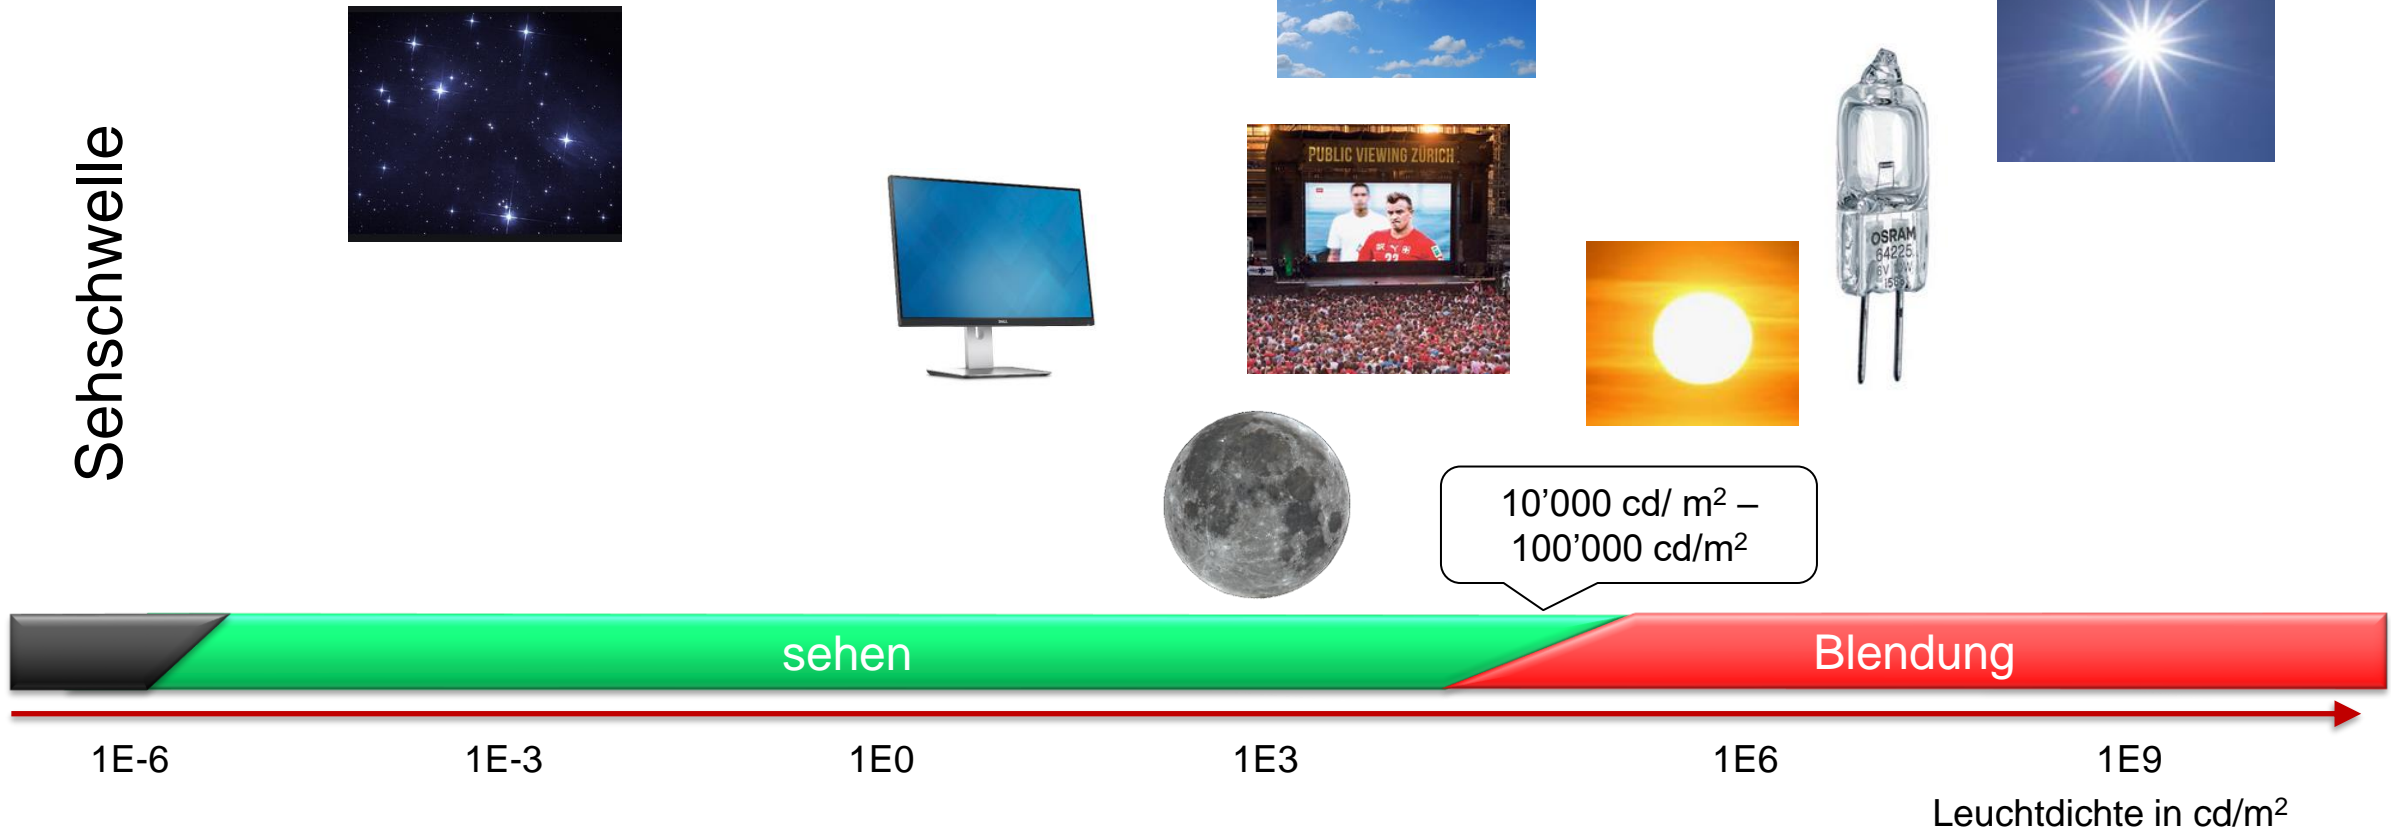 Sehschwelle
PUBLIC VIEWING ZÜRICH
OSRAM
64225
10’000 cd/ m² –
100’000 cd/m²
sehen
Blendung
1E-6
1E-3
1E0
1E3
1E6
1E9
Leuchtdichte in cd/m²